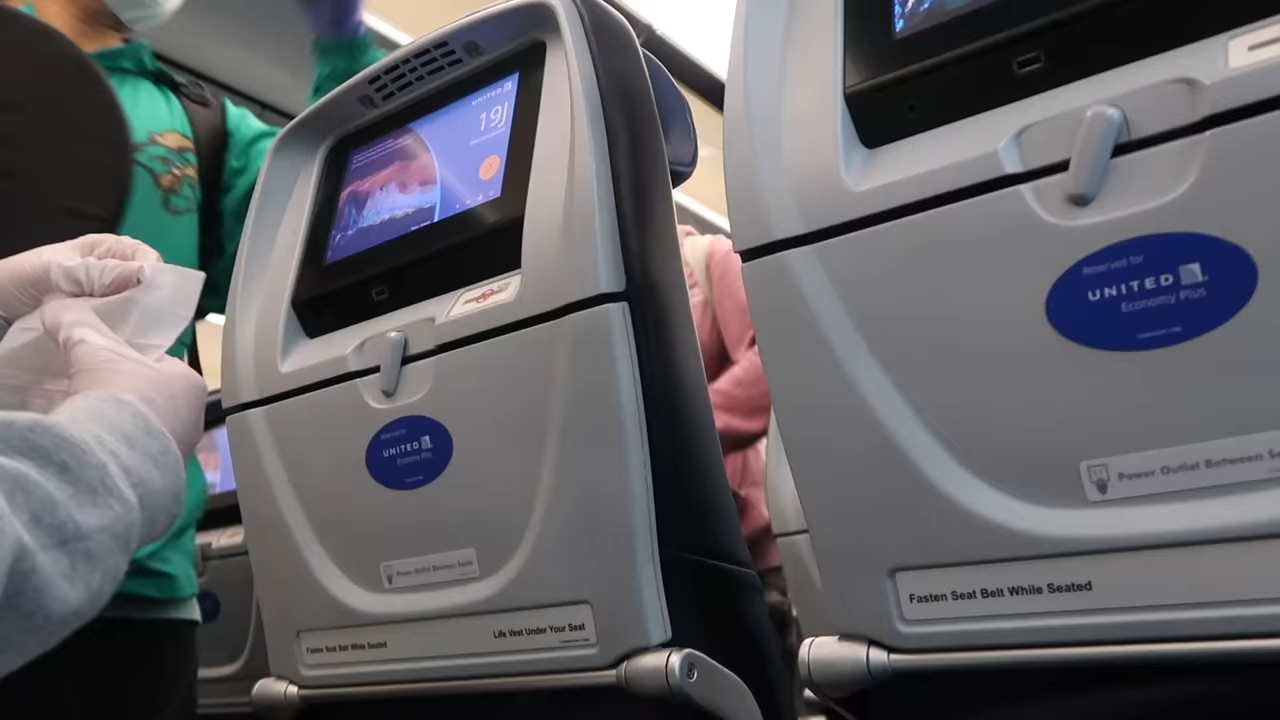 UNITED
19J
UNITED
Economy Plus
Power Outlet Between Seats
Fasten Seat Belt While Seated
Life Vest Under Your Seat
Reserved for
UNITED
Economy Plus
Power Outlet Between Se
Fasten Seat Belt While Seated